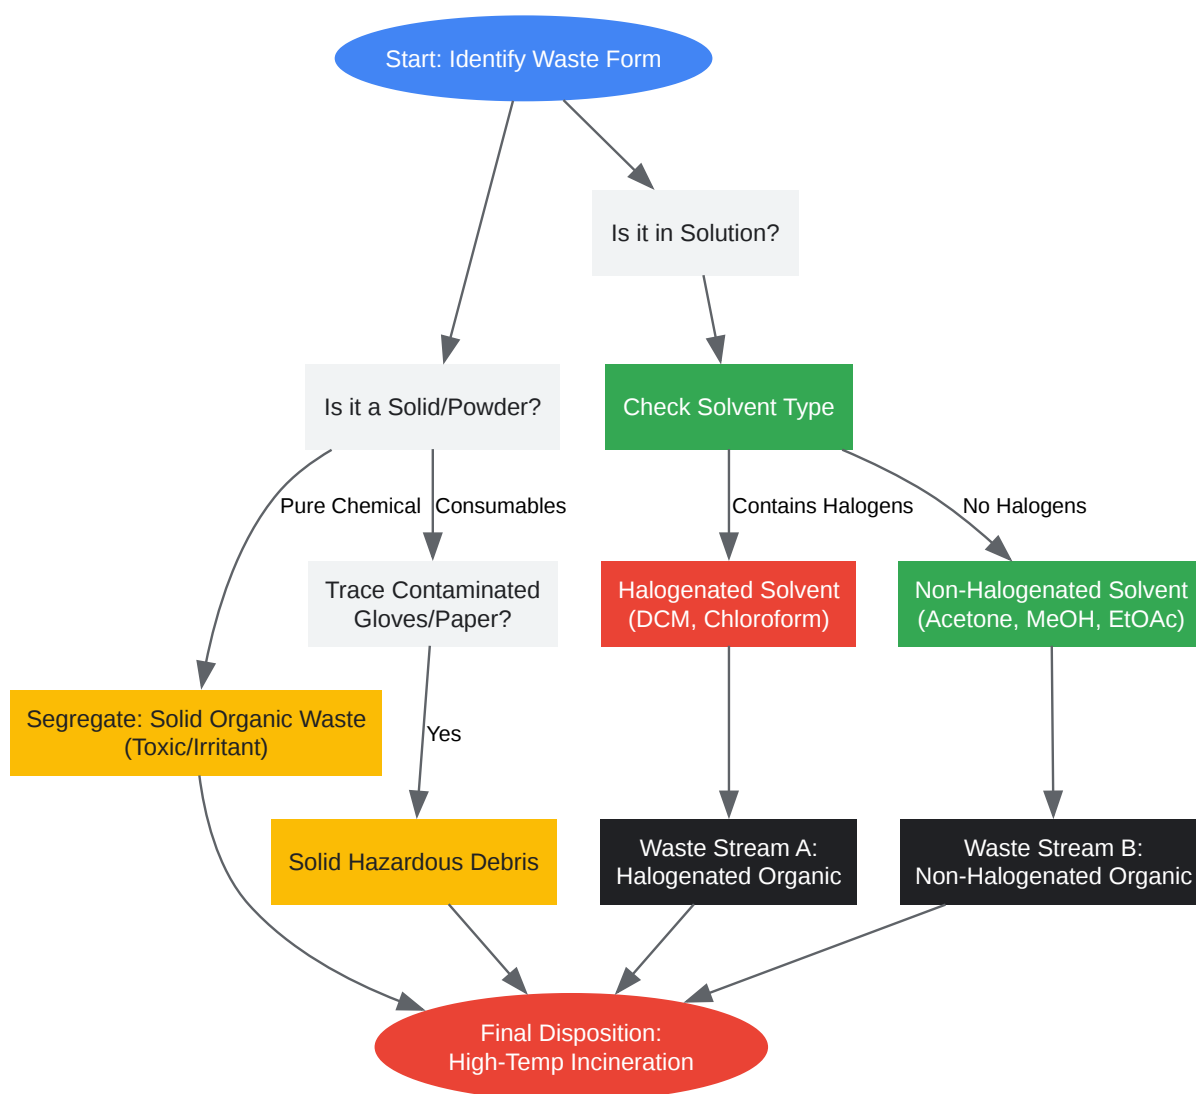 Start: Identify Waste Form
Is it in Solution?
Is it a Solid/Powder?
Check Solvent Type
Pure Chemical
Consumables
Contains Halogens
No Halogens
Trace Contaminated
Gloves/Paper?
Halogenated Solvent
(DCM, Chloroform)
Non-Halogenated Solvent
(Acetone, MeOH, EtOAc)
Segregate: Solid Organic Waste
(Toxic/Irritant)
Yes
Solid Hazardous Debris
Waste Stream A:
Halogenated Organic
Waste Stream B:
Non-Halogenated Organic
Final Disposition:
High-Temp Incineration